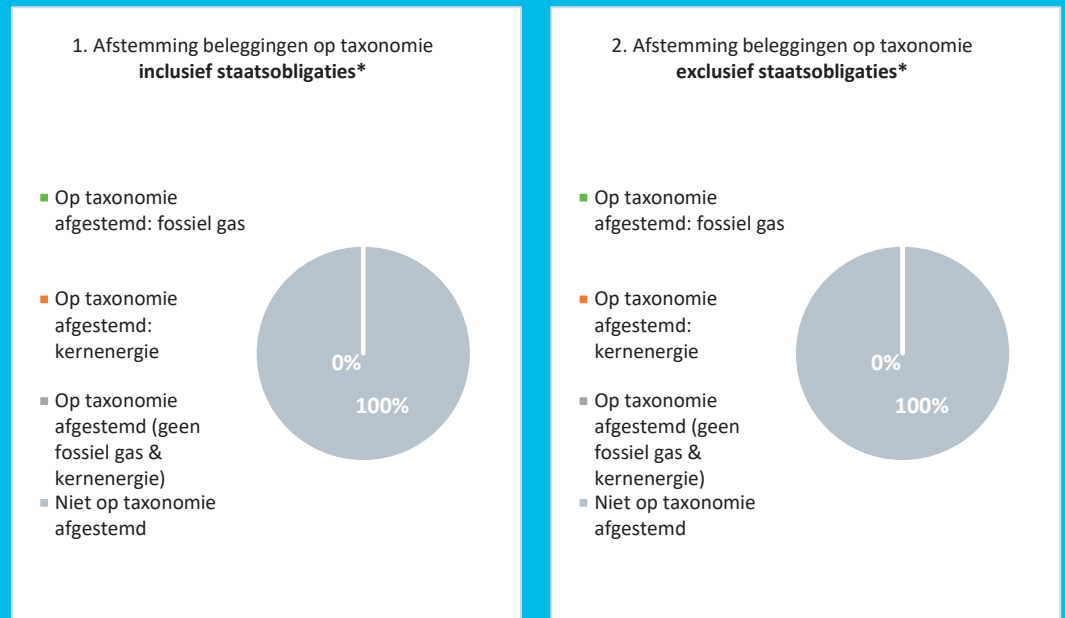 1. Afstemming beleggingen op taxonomie
inclusief staatsobligaties*
Op taxonomie
afgestemd: fossiel gas
Op taxonomie
afgestemd:
kernenergie
Op taxonomie
afgestemd (geen
fossiel gas &
kernenergie)
Niet op taxonomie
afgestemd
0%
100%
2. Afstemming beleggingen op taxonomie
exclusief staatsobligaties*
Op taxonomie
afgestemd: fossiel gas
Op taxonomie
afgestemd:
kernenergie
Op taxonomie
afgestemd (geen
fossiel gas &
kernenergie)
Niet op taxonomie
afgestemd
0%
100%